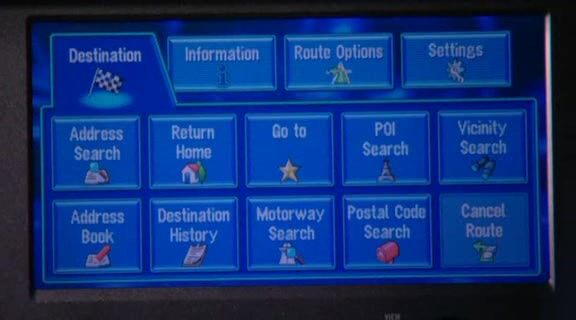 Destination
Information
Route Options
Settings
Address
Search
Return
Home
Go to
POI
Search
Vicinity
Search
Address
Book
Destination
History
Motorway
Search
Postal Code
Search
Cancel
Route
VIEW